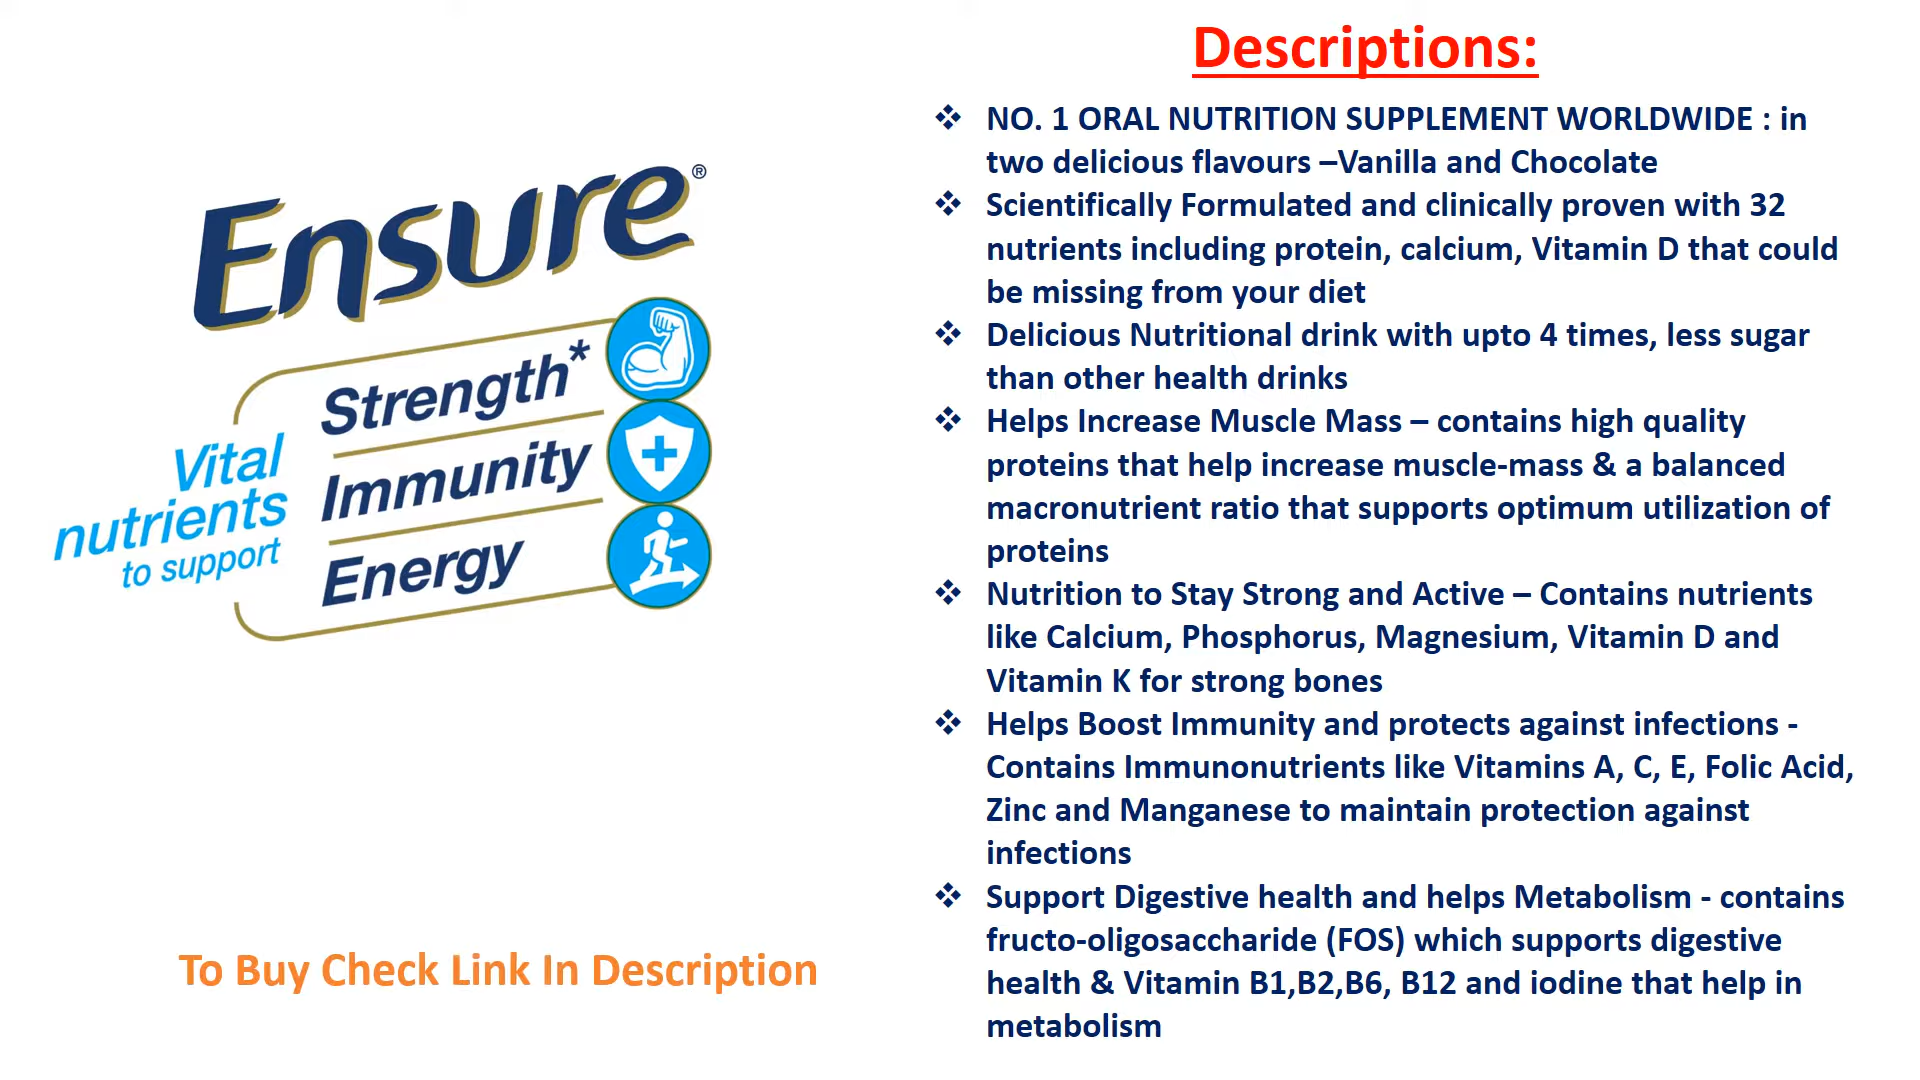 Ensure®
Strength*
Immunity
Energy
Vital
nutrients
to support
To Buy Check Link In Description
Descriptions:
❖ NO. 1 ORAL NUTRITION SUPPLEMENT WORLDWIDE : in
two delicious flavours –Vanilla and Chocolate
❖ Scientifically Formulated and clinically proven with 32
nutrients including protein, calcium, Vitamin D that could
be missing from your diet
❖ Delicious Nutritional drink with upto 4 times, less sugar
than other health drinks
❖ Helps Increase Muscle Mass – contains high quality
proteins that help increase muscle-mass & a balanced
macronutrient ratio that supports optimum utilization of
proteins
❖ Nutrition to Stay Strong and Active – Contains nutrients
like Calcium, Phosphorus, Magnesium, Vitamin D and
Vitamin K for strong bones
❖ Helps Boost Immunity and protects against infections -
Contains Immunonutrients like Vitamins A, C, E, Folic Acid,
Zinc and Manganese to maintain protection against
infections
❖ Support Digestive health and helps Metabolism - contains
fructo-oligosaccharide (FOS) which supports digestive
health & Vitamin B1,B2,B6, B12 and iodine that help in
metabolism